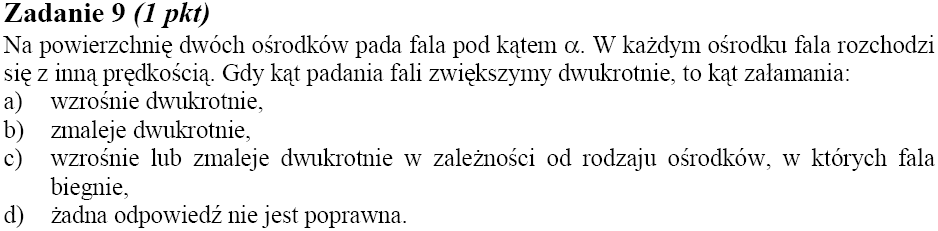 Zadanie 9 (1 pkt)
Na powierzchnię dwóch ośrodków pada fala pod kątem α. W każdym ośrodku fala rozchodzi
się z inną prędkością. Gdy kąt padania fali zwiększymy dwukrotnie, to kąt załamania:
a) wzrośnie dwukrotnie,
b) zmaleje dwukrotnie,
c) wzrośnie lub zmaleje dwukrotnie w zależności od rodzaju ośrodków, w których fala
biegnie,
d) żadna odpowiedź nie jest poprawna.